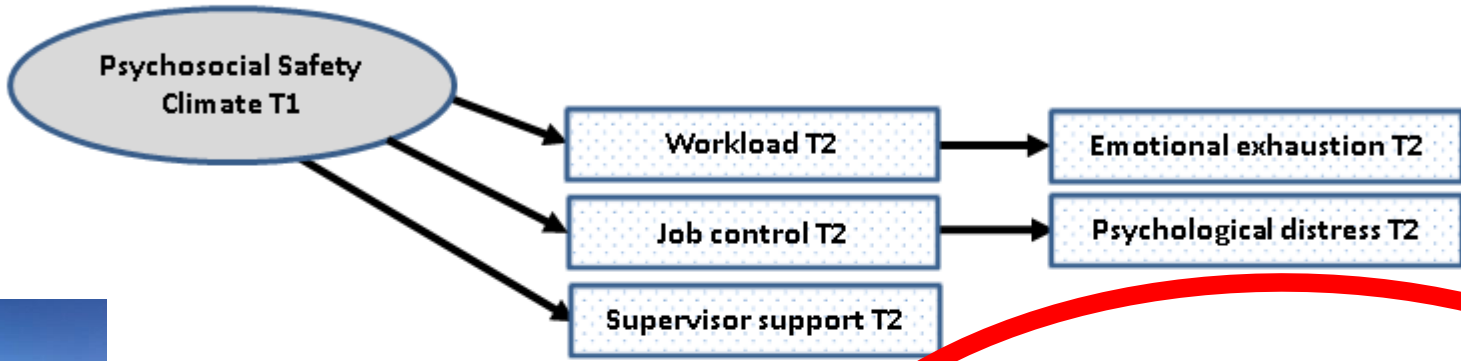 Psychosocial Safety
Climate T1
Workload T2
Emotional exhaustion T2
Job control T2
Psychological distress T2
Supervisor support T2